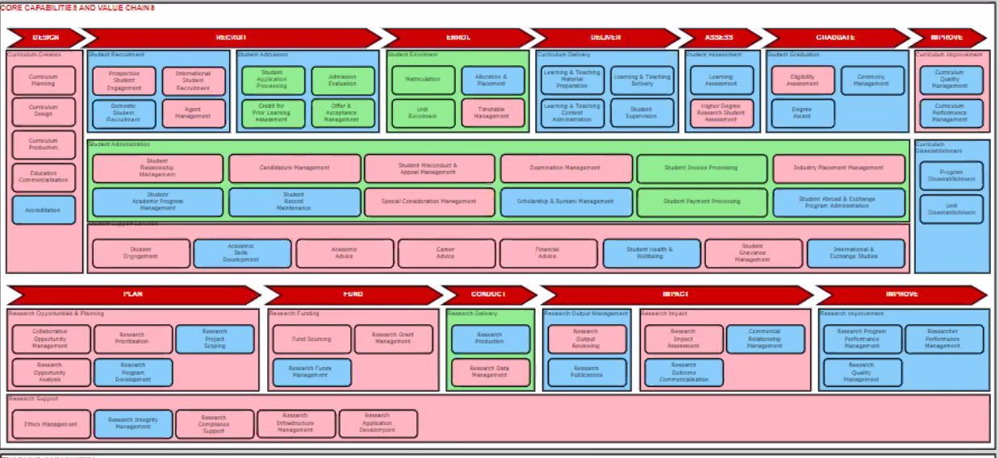 CORE CAPABILITIES AND VALUE CHAINS
DESIGN
RECRUIT
ENROL
DELIVER
ASSESS
GRADUATE
IMPROVE
Curriculum Creation
Curriculum
Planning
Curriculum
Design
Curriculum
Production
Education
Commercialisation
Accreditation
Student Recruitment
Prospective
Student
Engagement
International
Student
Recruitment
Domestic
Student
Recruitment
Agent
Management
Student Admission
Student
Application
Processing
Admission
Evaluation
Credit for
Prior Learning
Assessment
Offer &
Acceptance
Management
Student Enrolment
Matriculation
Allocation &
Placement
Unit
Enrolment
Timetable
Management
Curriculum Delivery
Learning & Teaching
Material
Preparation
Learning & Teaching
Delivery
Learning & Teaching
Content
Administration
Student
Supervision
Student Assessment
Learning
Assessment
Higher Degree
Research Student
Assessment
Student Graduation
Eligibility
Assessment
Ceremony
Management
Degree
Award
Curriculum Improvement
Curriculum
Quality
Management
Curriculum
Performance
Management
Student Administration
Student
Relationship
Management
Candidature Management
Student Misconduct &
Appeal Management
Examination Management
Student Invoice Processing
Industry Placement Management
Student
Academic Progress
Management
Student
Record
Maintenance
Special Consideration Management
Scholarship & Bursary Management
Student Payment Processing
Student Abroad & Exchange
Program Administration
Curriculum
Disestablishment
Program
Disestablishment
Unit
Disestablishment
Student Support Services
Student
Engagement
Academic
Skills
Development
Academic
Advice
Career
Advice
Financial
Advice
Student Health &
Wellbeing
Student
Grievance
Management
International &
Exchange Studies
PLAN
FUND
CONDUCT
IMPACT
IMPROVE
Research Opportunities & Planning
Collaborative
Opportunity
Management
Research
Prioritisation
Research
Project
Scoping
Research
Opportunity
Analysis
Research
Program
Development
Research Funding
Fund Sourcing
Research Grant
Management
Research Funds
Management
Research Delivery
Research
Production
Research Data
Management
Research Output Management
Research
Output
Reviewing
Research
Publications
Research Impact
Research
Impact
Assessment
Commercial
Relationship
Management
Research
Outcome
Commercialisation
Research Improvement
Research Program
Performance
Management
Researcher
Performance
Management
Research
Quality
Management
Research Support
Ethics Management
Research Integrity
Management
Research
Compliance
Support
Research
Infrastructure
Management
Research
Application
Development